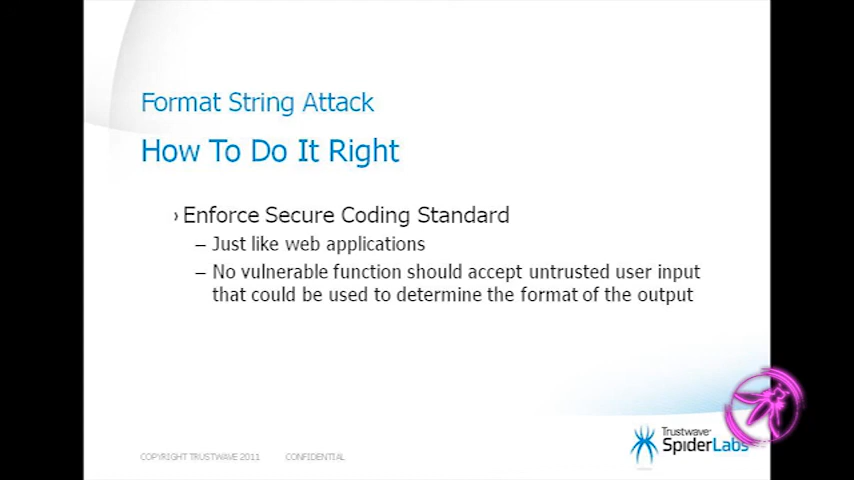 Format String Attack
How To Do It Right
› Enforce Secure Coding Standard
– Just like web applications
– No vulnerable function should accept untrusted user input
that could be used to determine the format of the output
Trustwave®
SpiderLabs
COPYRIGHT TRUSTWAVE 2011 CONFIDENTIAL